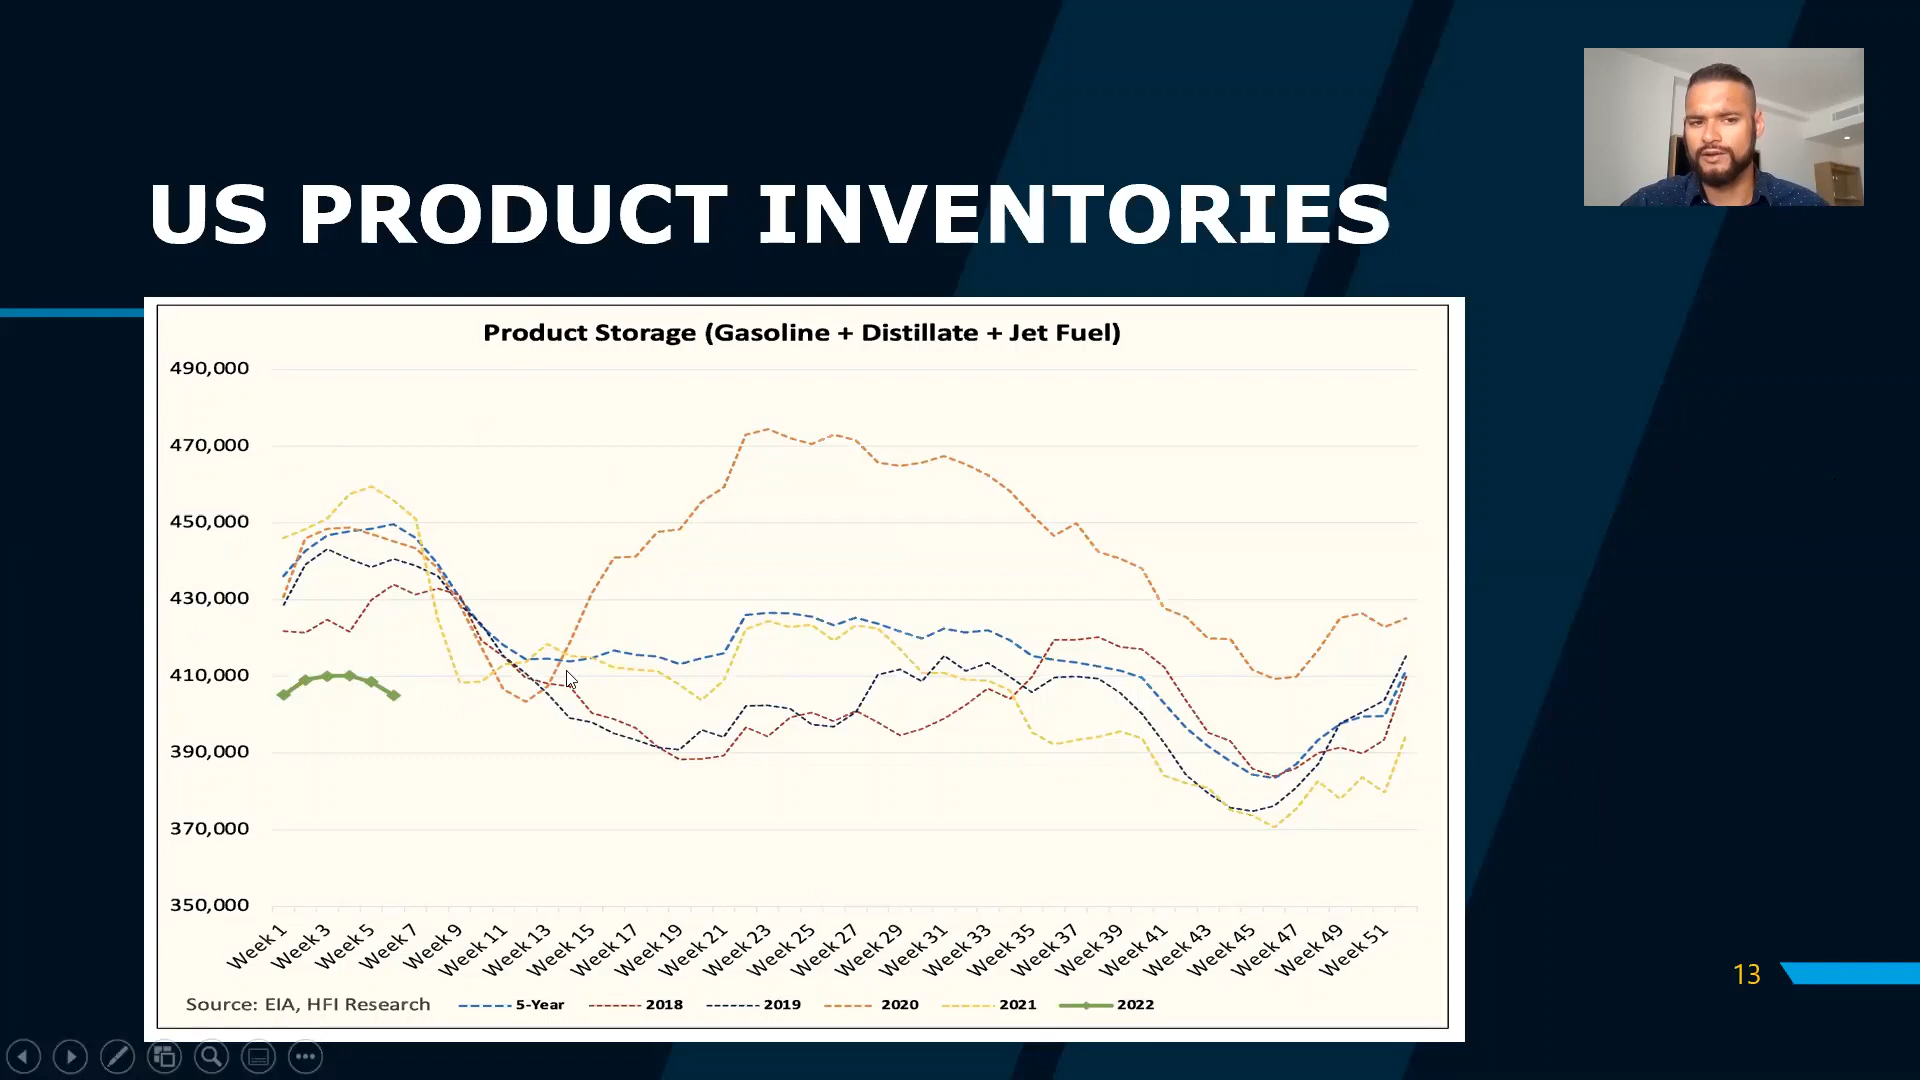 US PRODUCT INVENTORIES
Product Storage (Gasoline + Distillate + Jet Fuel)
490,000
470,000
450,000
430,000
410,000
390,000
370,000
350,000
Week 1
Week 3
Week 5
Week 7
Week 9
Week 11
Week 13
Week 15
Week 17
Week 19
Week 21
Week 23
Week 25
Week 27
Week 29
Week 31
Week 33
Week 35
Week 37
Week 39
Week 41
Week 43
Week 45
Week 47
Week 49
Week 51
Source: EIA, HFI Research
5-Year
2018
2019
2020
2021
2022
13